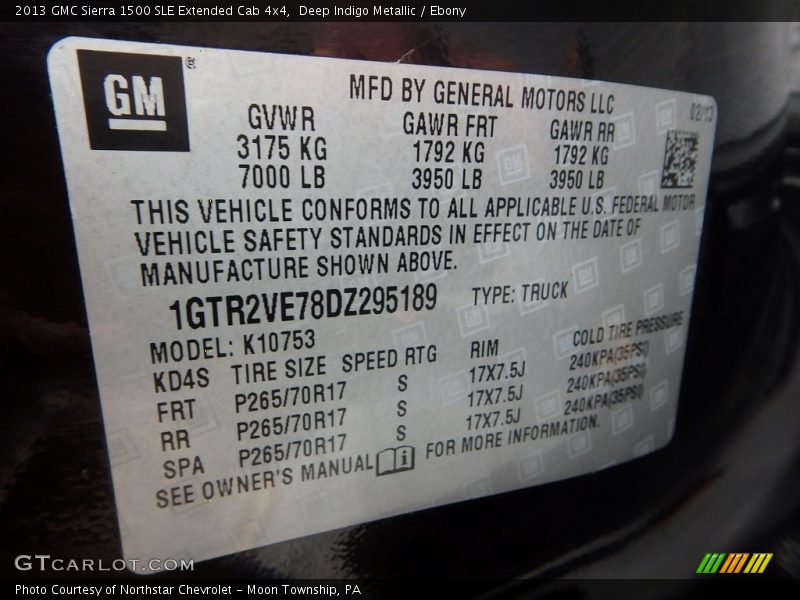 2013 GMC Sierra 1500 SLE Extended Cab 4x4,  Deep Indigo Metallic / Ebony
GM ®
MFD BY GENERAL MOTORS LLC
02/13
GVWR GAWR FRT GAWR RR
3175 KG 1792 KG 1792 KG
7000 LB 3950 LB 3950 LB
THIS VEHICLE CONFORMS TO ALL APPLICABLE U.S. FEDERAL MOTOR
VEHICLE SAFETY STANDARDS IN EFFECT ON THE DATE OF
MANUFACTURE SHOWN ABOVE.
1GTR2VE78DZ295189 TYPE: TRUCK
MODEL: K10753
KD4S TIRE SIZE SPEED RTG RIM COLD TIRE PRESSURE
FRT P265/70R17 S 17X7.5J 240KPA(35PSI)
RR P265/70R17 S 17X7.5J 240KPA(35PSI)
SPA P265/70R17 S 17X7.5J 240KPA(35PSI)
SEE OWNER'S MANUAL i FOR MORE INFORMATION.
GTCARLOT.COM
Photo Courtesy of Northstar Chevrolet - Moon Township, PA